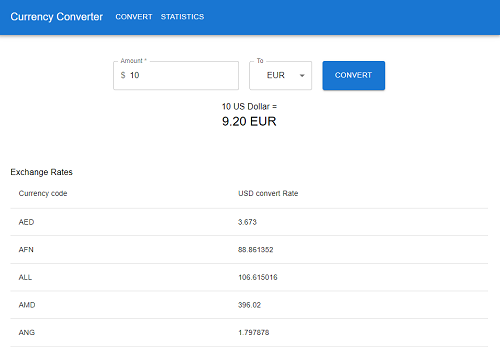 Currency Converter CONVERT STATISTICS
Amount *
To
$ 10 EUR CONVERT
10 US Dollar =
9.20 EUR
Exchange Rates
Currency code USD convert Rate
AED 3.673
AFN 88.861352
ALL 106.615016
AMD 396.02
ANG 1.797878